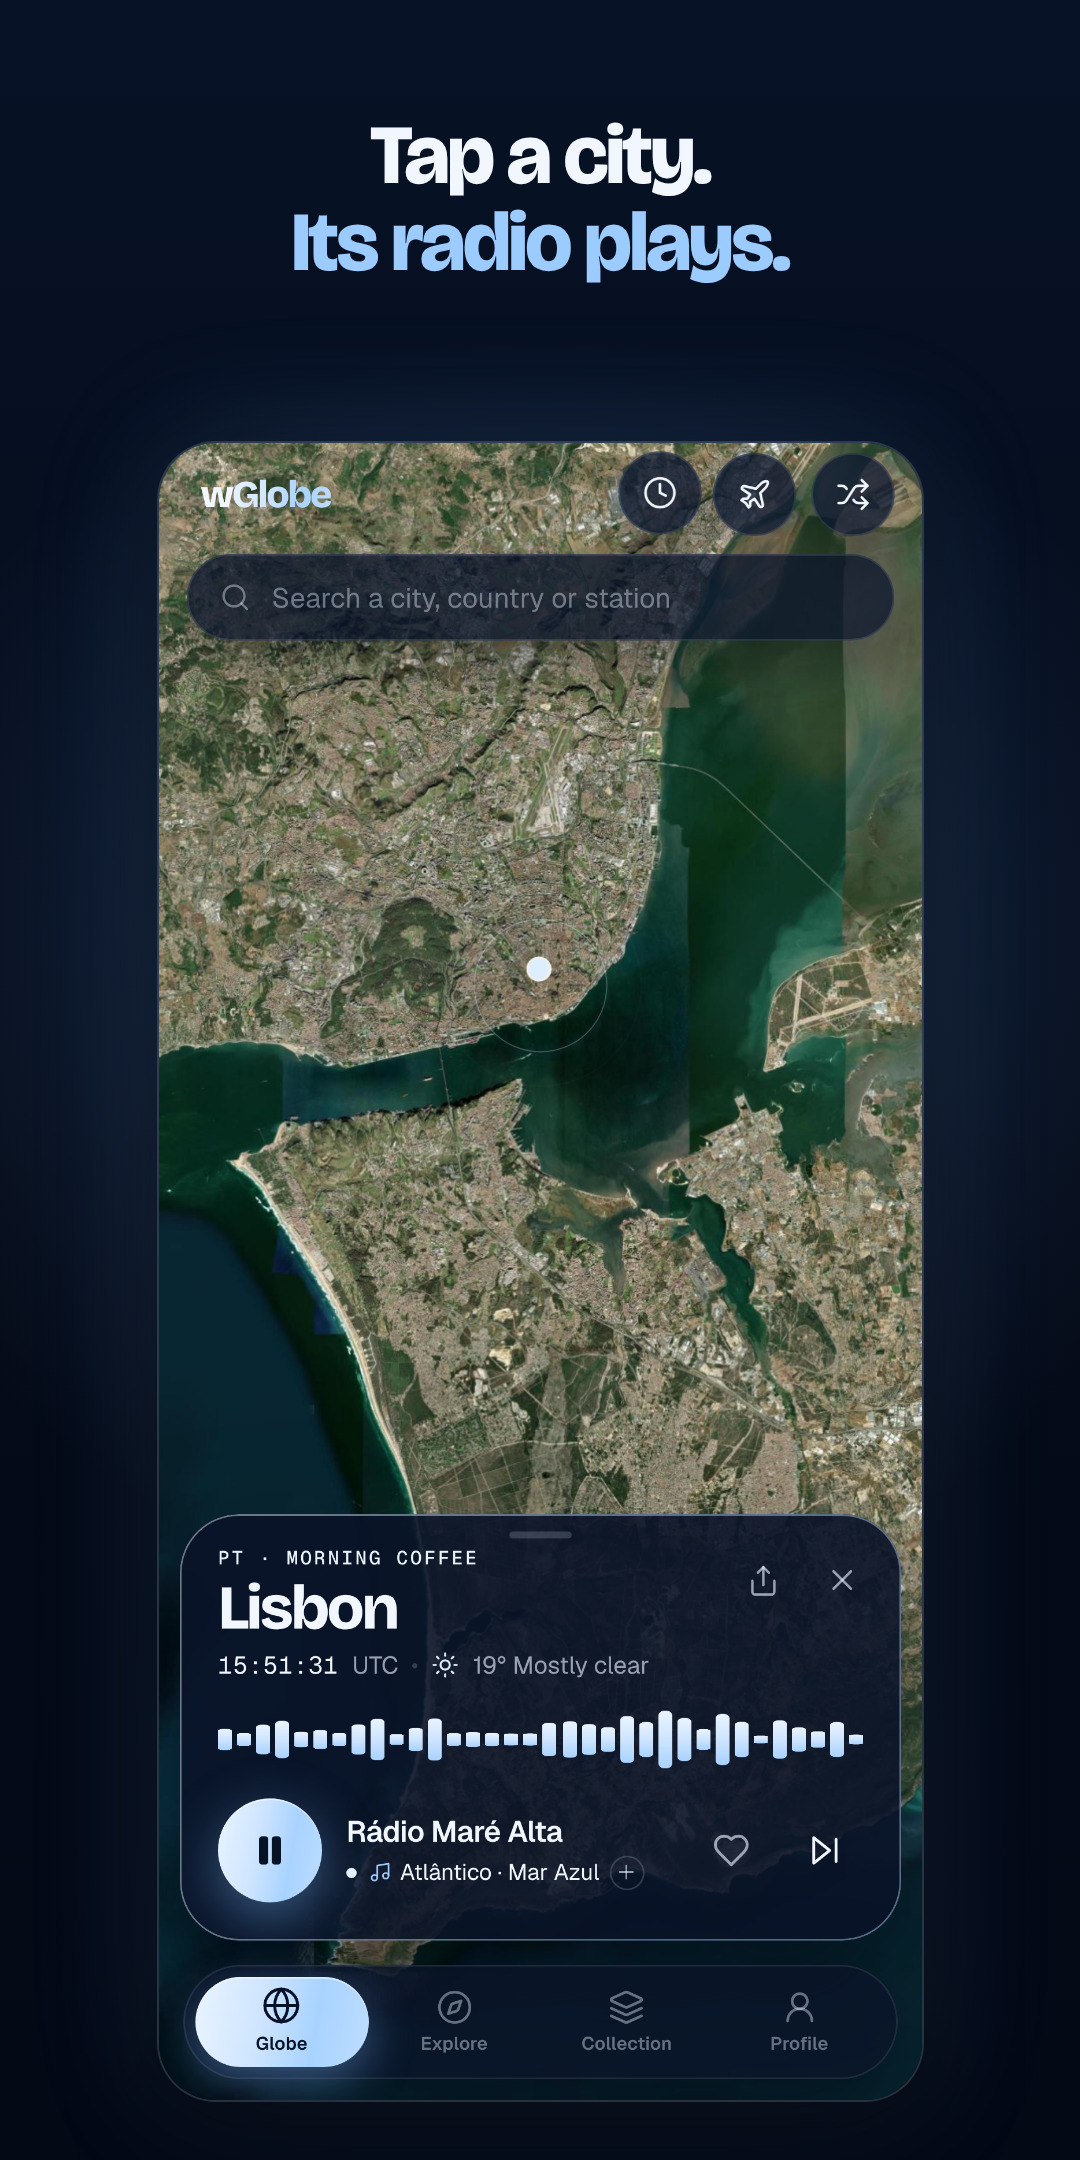 Tap a city.
Its radio plays.
wGlobe
Search a city, country or station
PT · MORNING COFFEE
Lisbon
15:51:31 UTC • 19° Mostly clear
Rádio Maré Alta
Atlântico · Mar Azul
Globe
Explore
Collection
Profile